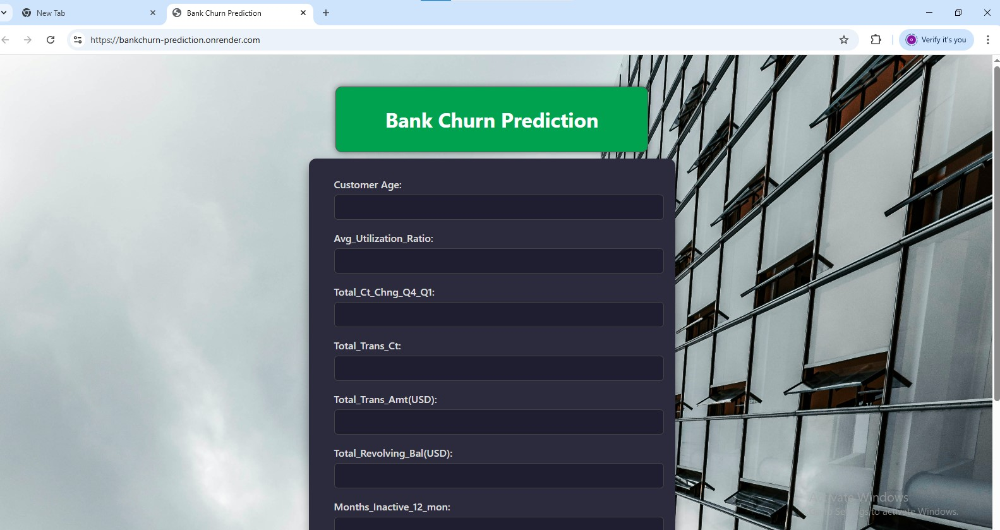 New Tab
Bank Churn Prediction
https://bankchurn-prediction.onrender.com
Verify it's you
Bank Churn Prediction
Customer Age:
Avg_Utilization_Ratio:
Total_Ct_Chng_Q4_Q1:
Total_Trans_Ct:
Total_Trans_Amt(USD):
Total_Revolving_Bal(USD):
Months_Inactive_12_mon:
Activate Windows
to Settings to activate Windows.